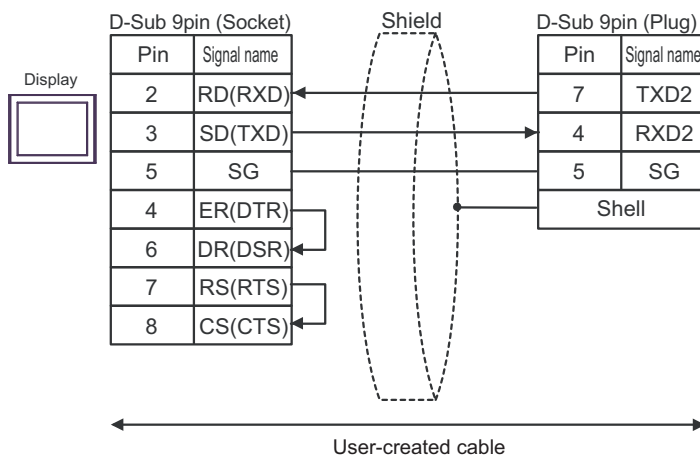 Shield
D-Sub 9pin (Socket)
D-Sub 9pin (Plug)
Pin Signal name
Pin Signal name
Display
2 RD(RXD)
7 TXD2
3 SD(TXD)
4 RXD2
5 SG
5 SG
4 ER(DTR)
Shell
6 DR(DSR)
7 RS(RTS)
8 CS(CTS)
User-created cable